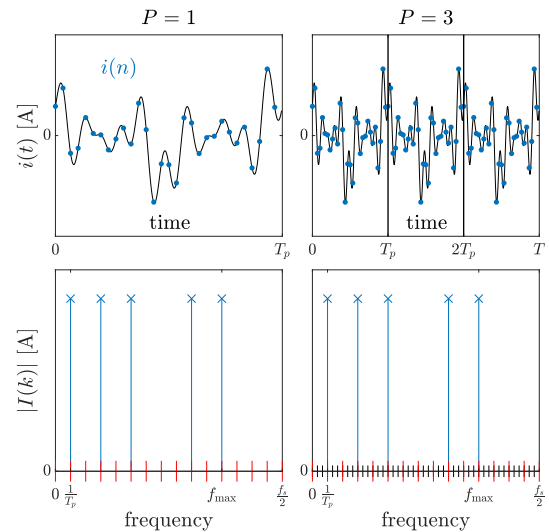 P = 1
P = 3
i(t) [A]
i(n)
0
time
0 T_p
0
time
0 T_p 2T_p T
|I(k)| [A]
0
0 1/T_p f_max f_s/2
frequency
0
0 1/T_p f_max f_s/2
frequency